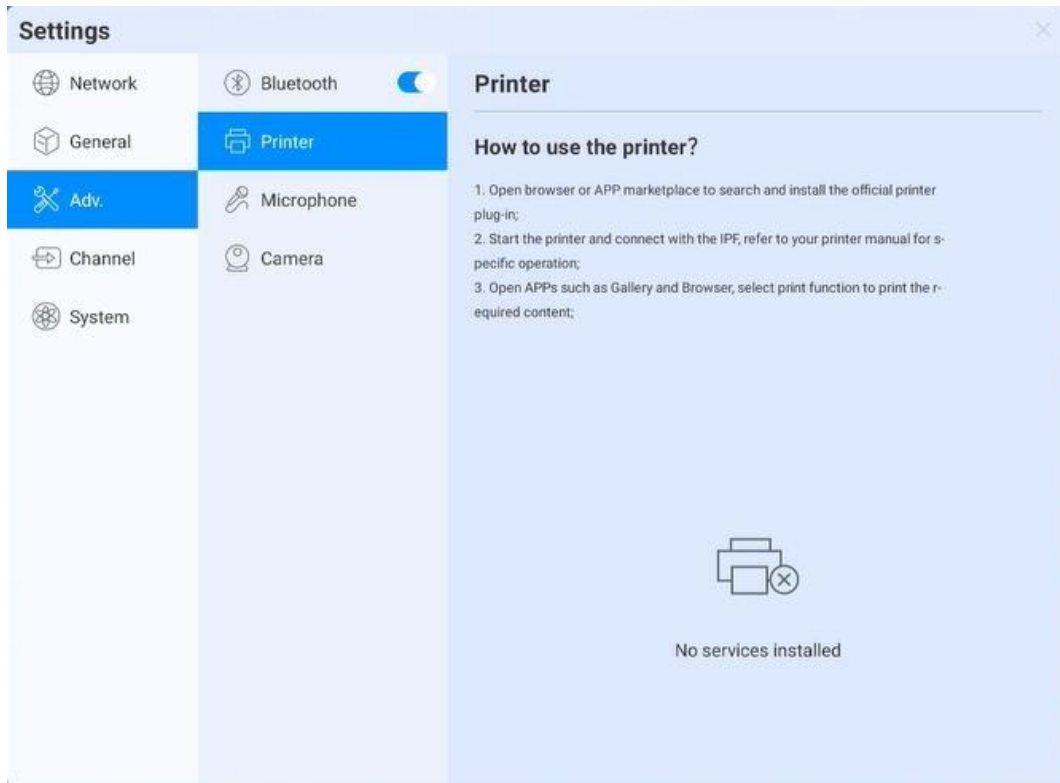 Settings
Network
General
Adv.
Channel
System
Bluetooth
Printer
Microphone
Camera
Printer
How to use the printer?
1. Open browser or APP marketplace to search and install the official printer
plug-in;
2. Start the printer and connect with the IPF, refer to your printer manual for s-
pecific operation;
3. Open APPs such as Gallery and Browser, select print function to print the r-
equired content;
No services installed